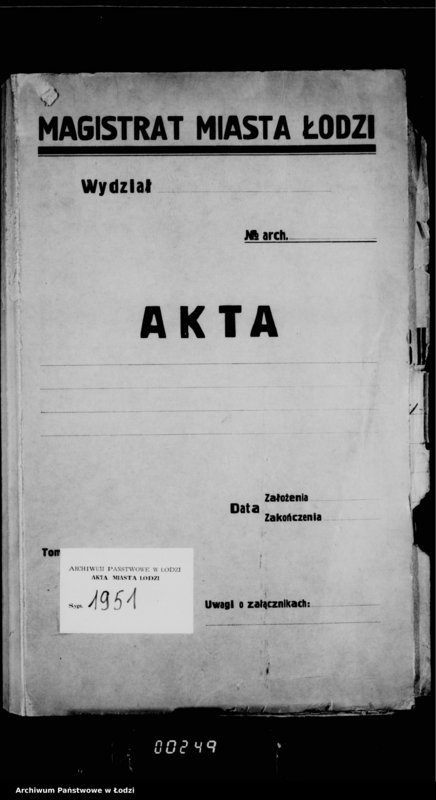 MAGISTRAT MIASTA ŁODZI
Wydział
№ arch.
AKTA
Data Założenia
Zakończenia
Tom
ARCHIWUM PAŃSTWOWE W ŁODZI
AKTA MIASTA ŁODZI
Sygn. 1951
Uwagi o załącznikach:
00249
Archiwum Państwowe w Łodzi